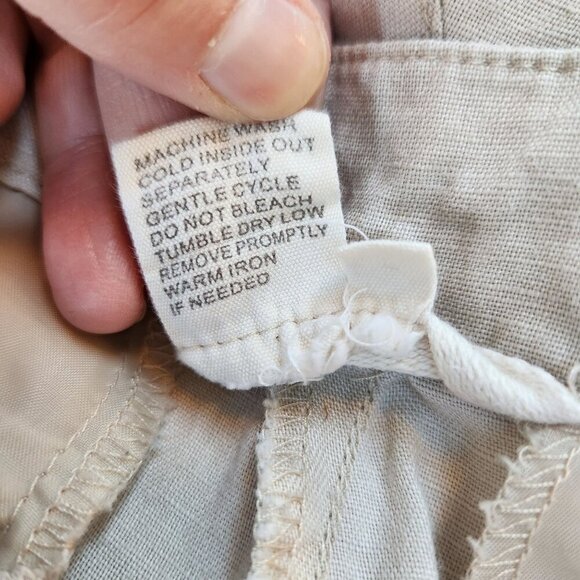 MACHINE WASH
COLD INSIDE OUT
SEPARATELY
GENTLE CYCLE
DO NOT BLEACH
TUMBLE DRY LOW
REMOVE PROMPTLY
WARM IRON
IF NEEDED